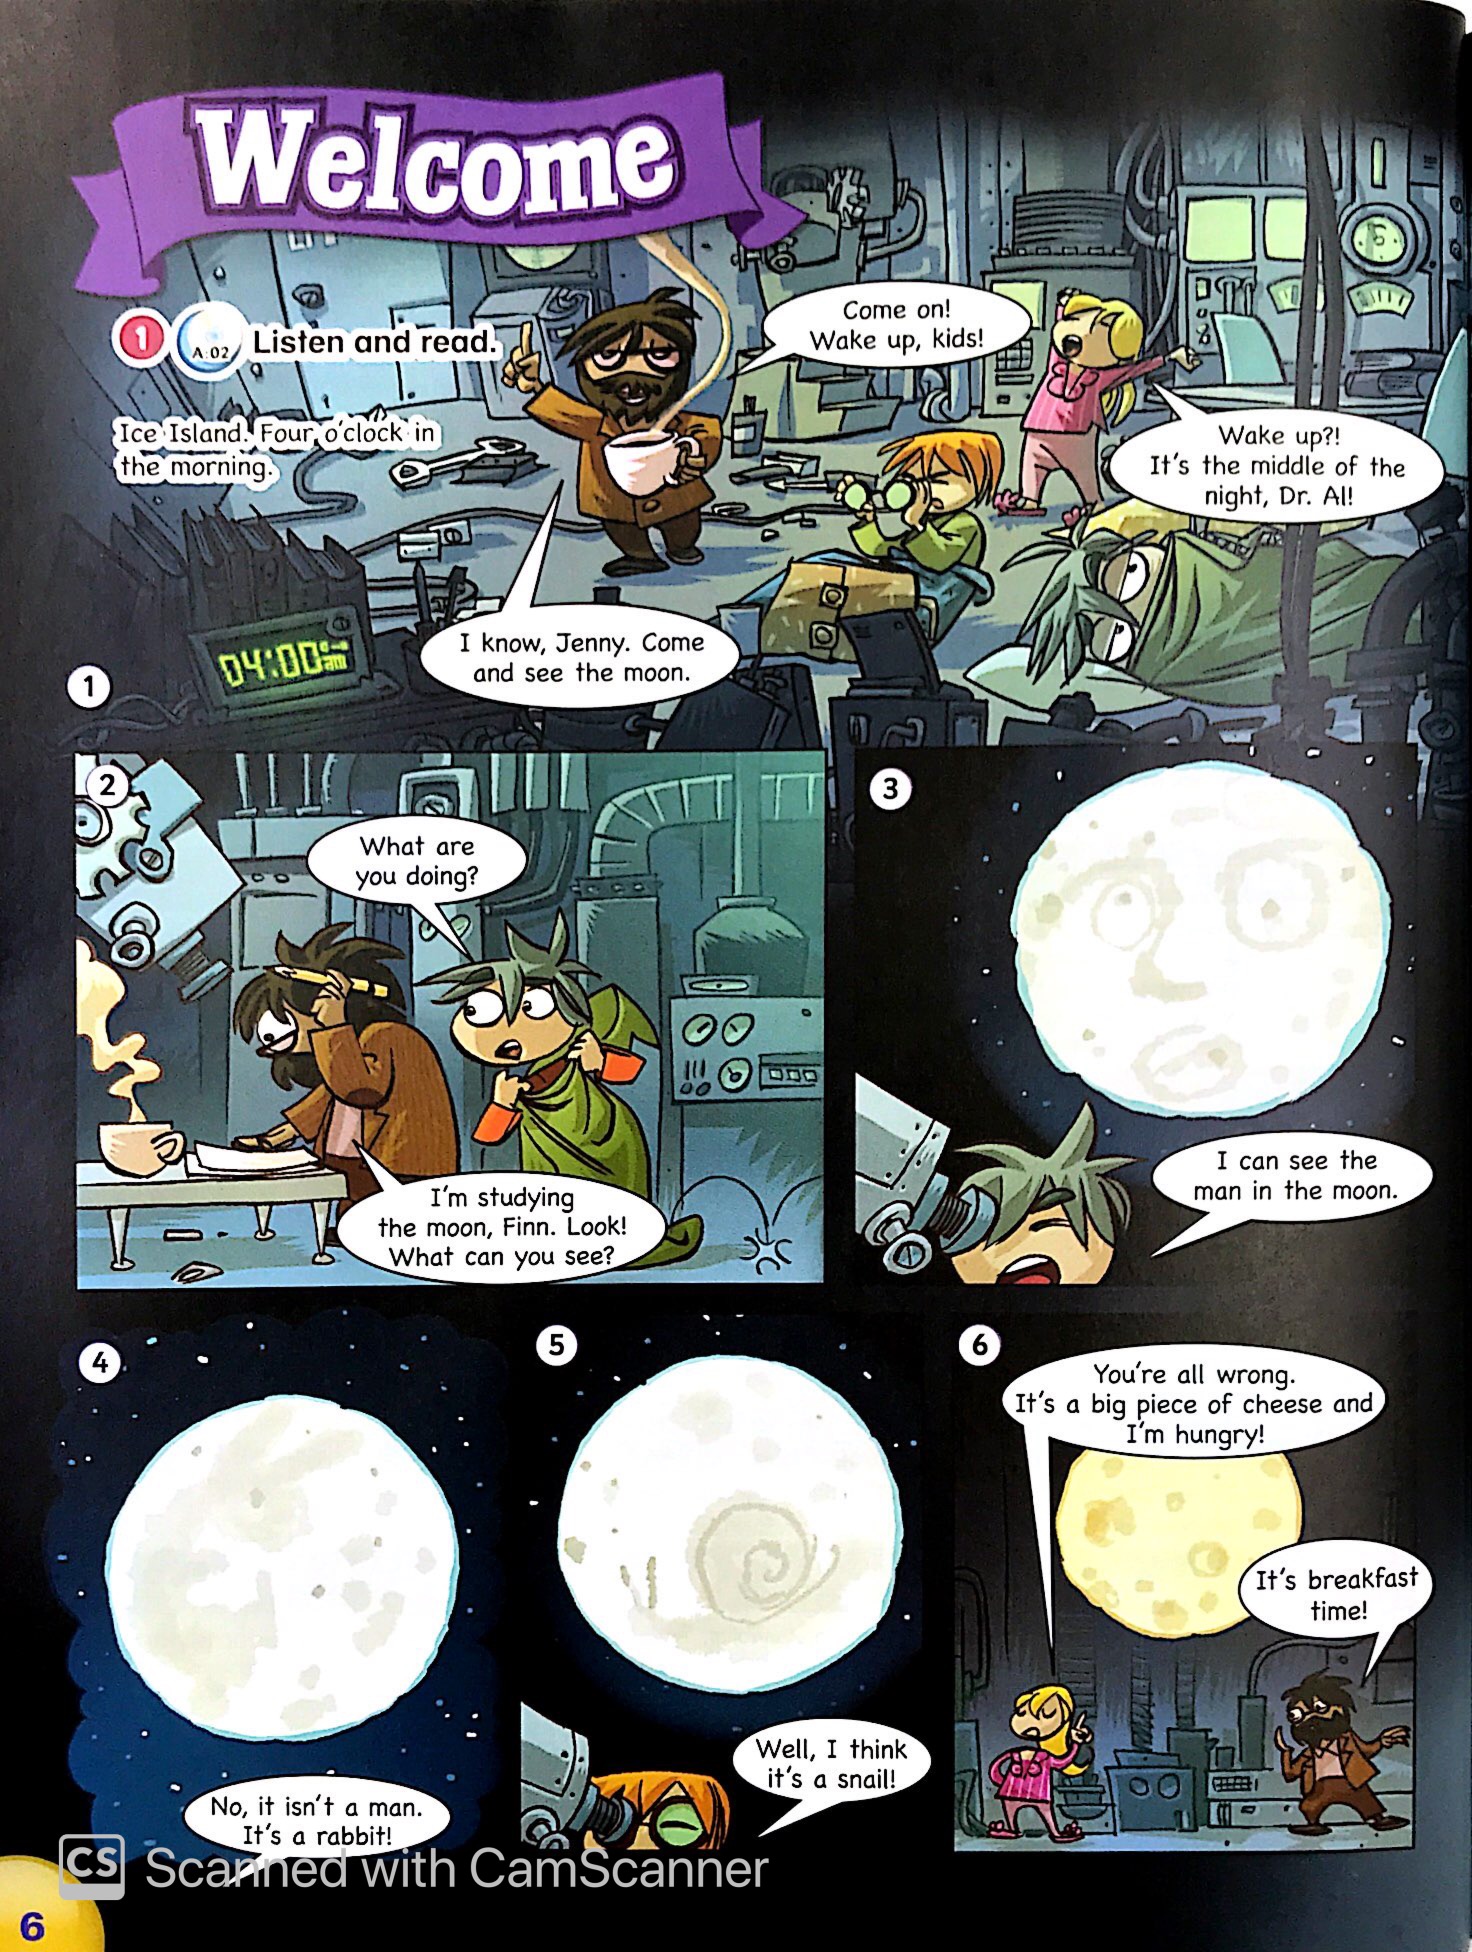 Welcome
1 A:02 Listen and read.
Ice Island. Four o'clock in
the morning.
1
Come on!
Wake up, kids!
Wake up?!
It's the middle of the
night, Dr. Al!
I know, Jenny. Come
and see the moon.
04:00 am
2
What are
you doing?
I'm studying
the moon, Finn. Look!
What can you see?
3
I can see the
man in the moon.
4
No, it isn't a man.
It's a rabbit!
5
Well, I think
it's a snail!
6
You're all wrong.
It's a big piece of cheese and
I'm hungry!
It's breakfast
time!
CS Scanned with CamScanner
6